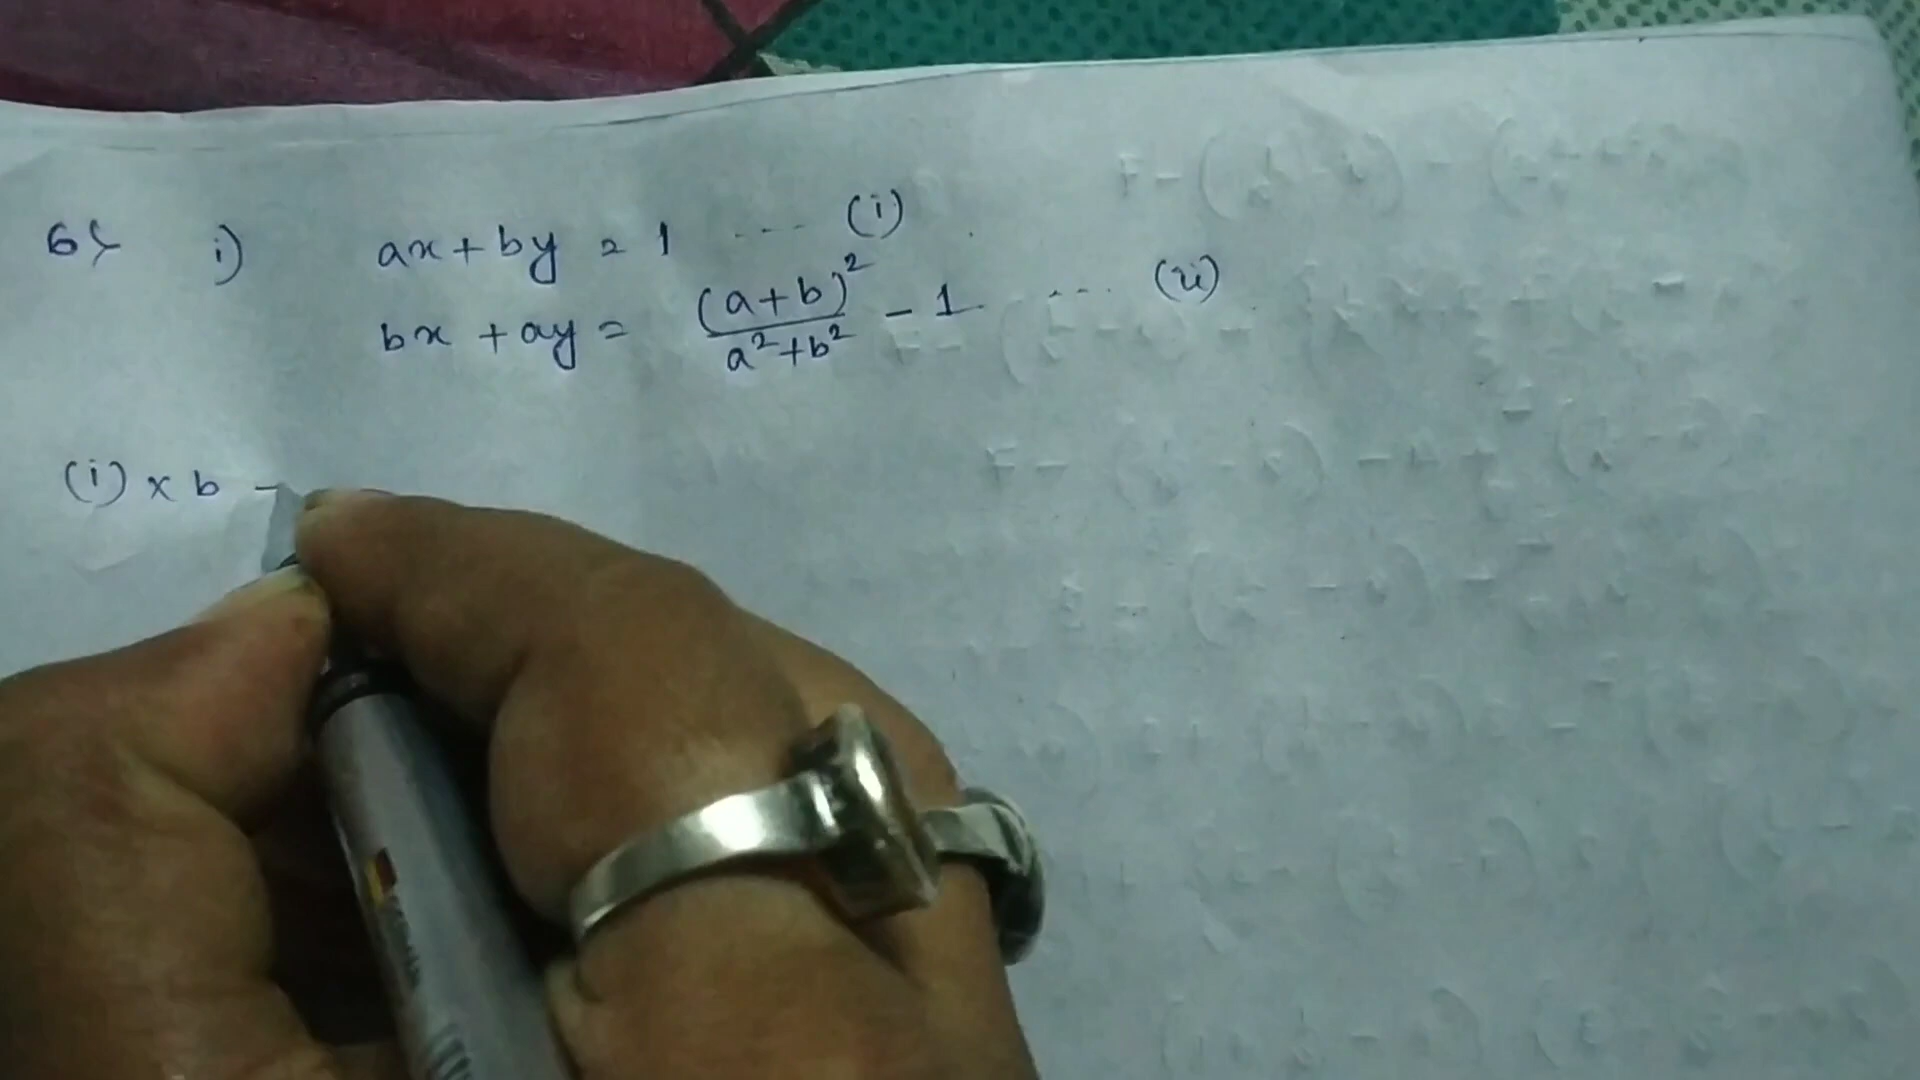 6> i) ax + by = 1 ---- (i)
bx + ay = (a+b)²/a²+b² - 1 ---- (ii)
(i) × b -